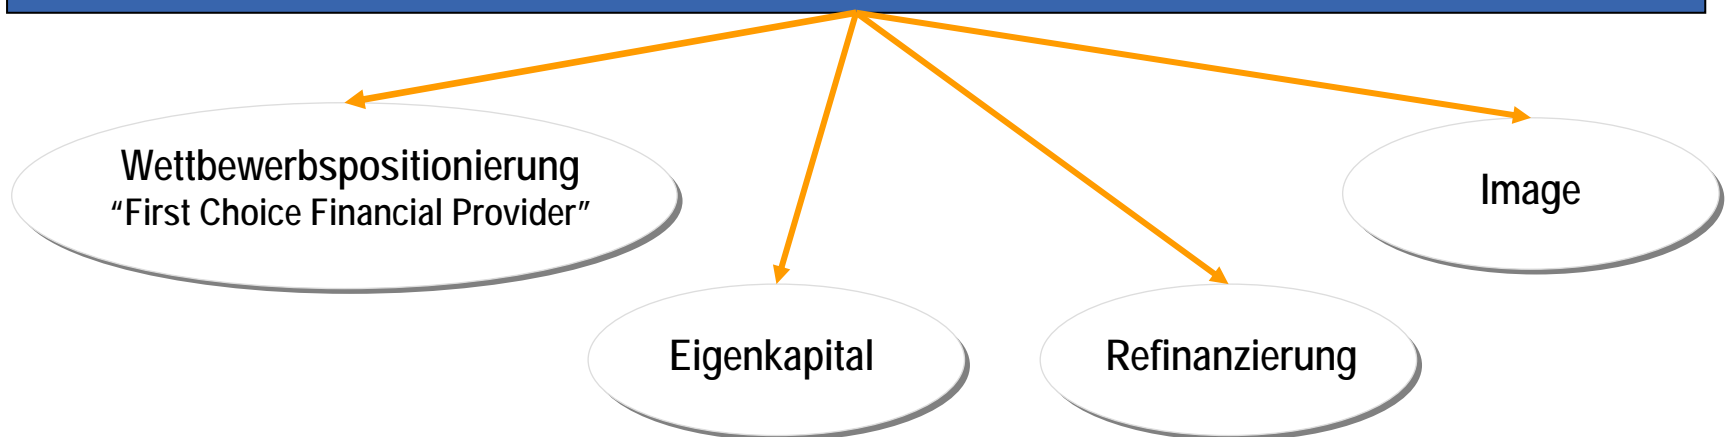 Wettbewerbspositionierung
“First Choice Financial Provider”
Image
Eigenkapital
Refinanzierung